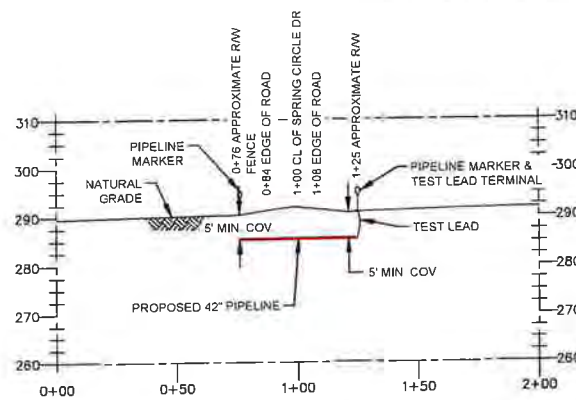 0+76 APPROXIMATE R/W
FENCE
0+84 EDGE OF ROAD
1+00 CL OF SPRING CIRCLE DR
1+08 EDGE OF ROAD
1+25 APPROXIMATE R/W
310
310
PIPELINE
MARKER
300
300
PIPELINE MARKER &
TEST LEAD TERMINAL
NATURAL
GRADE
290
290
5' MIN. COV
TEST LEAD
280
280
5' MIN COV
PROPOSED 42" PIPELINE
270
270
260
260
0+00
0+50
1+00
1+50
2+00